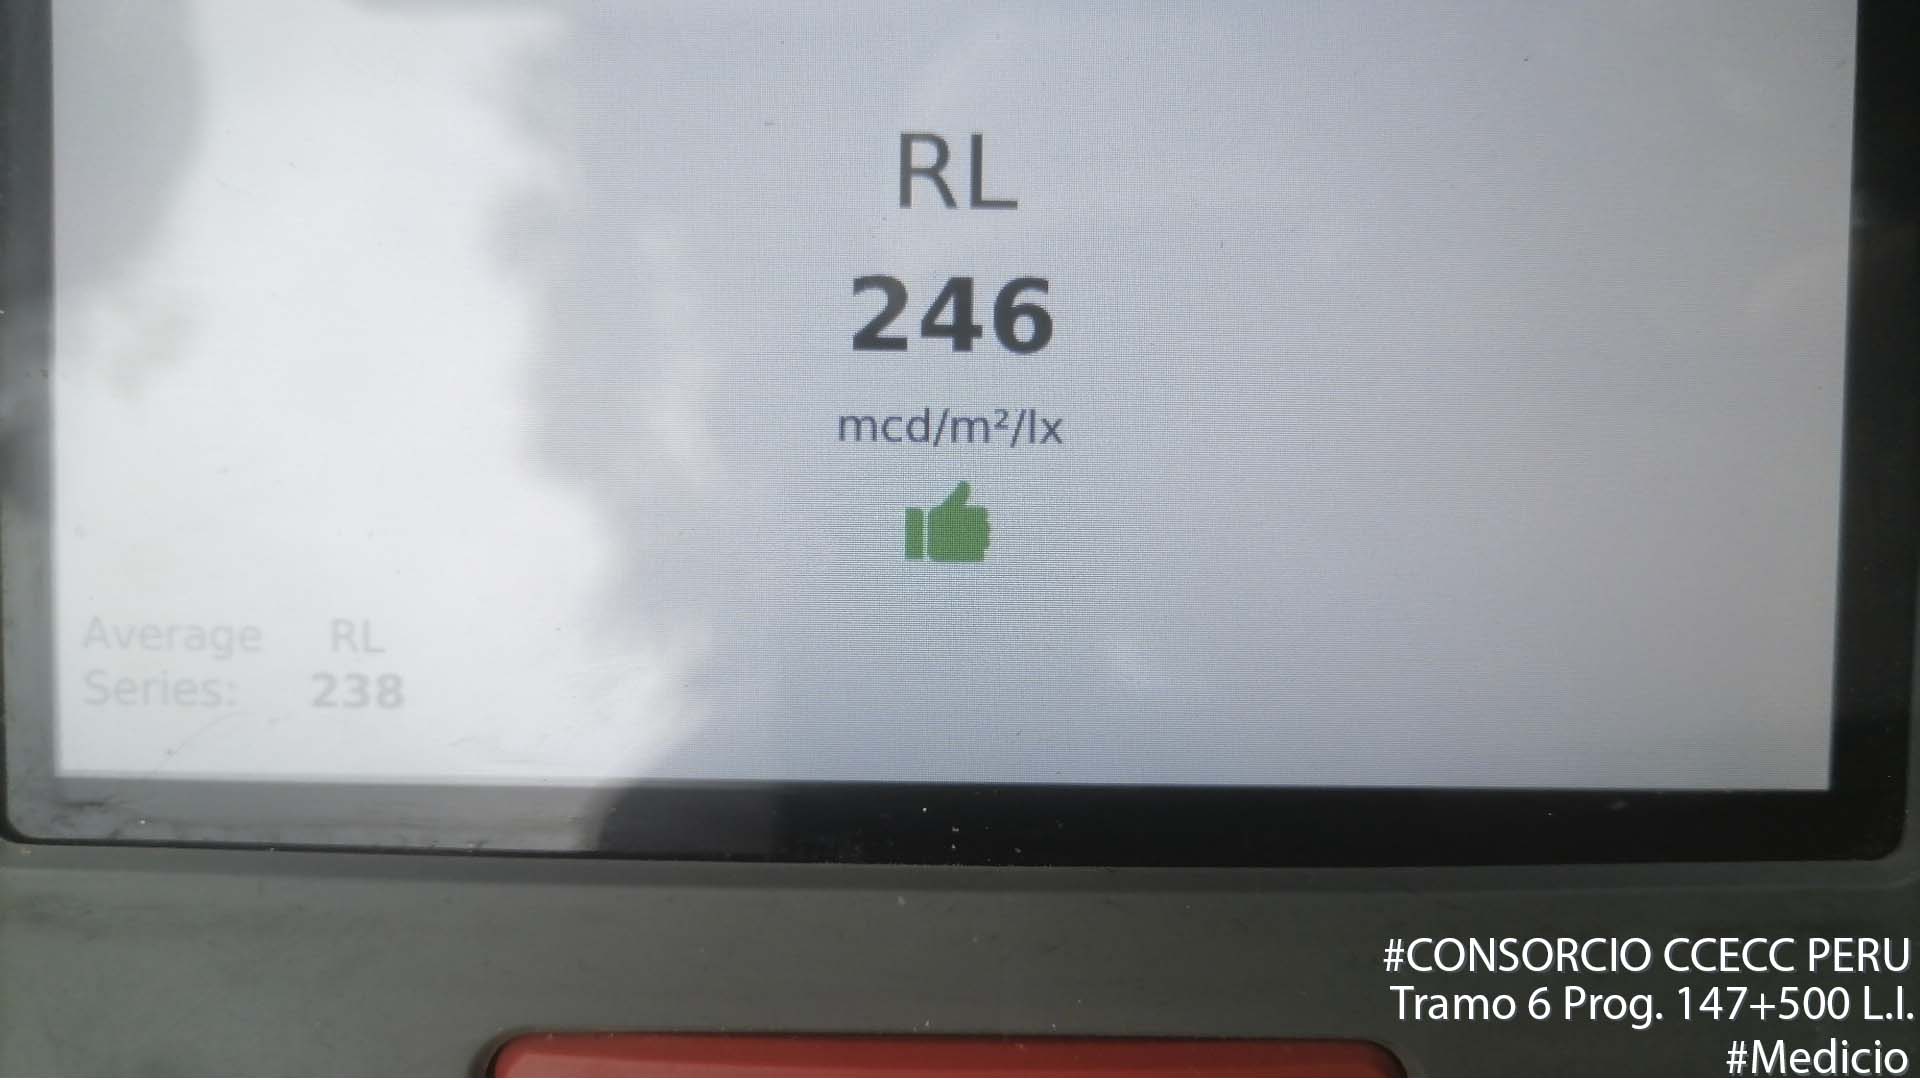 RL
246
mcd/m²/lx
Average RL
Series: 238
#CONSORCIO CCECC PERU
Tramo 6 Prog. 147+500 L.I.
#Medicio